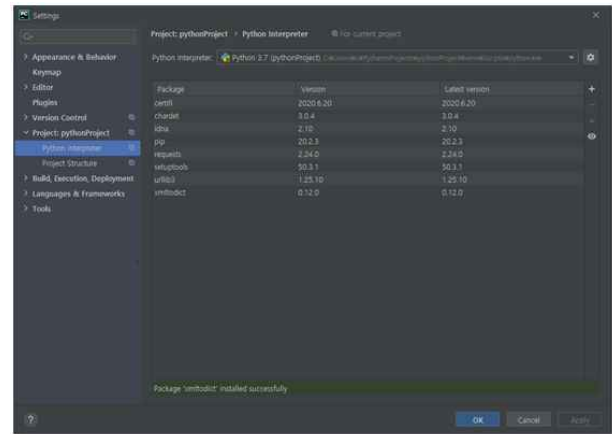 Settings
Project: pythonProject > Python Interpreter For current project
Python Interpreter: Python 3.7 (pythonProject)
Appearance & Behavior
Keymap
Editor
Plugins
Version Control
Project: pythonProject
Python Interpreter
Project Structure
Build, Execution, Deployment
Languages & Frameworks
Tools
Package Version Latest version
certifi 2020.6.20 2020.6.20
chardet 3.0.4 3.0.4
idna 2.10 2.10
pip 20.2.3 20.2.3
requests 2.24.0 2.24.0
setuptools 50.3.1 50.3.1
urllib3 1.25.10 1.25.10
xmltodict 0.12.0 0.12.0
Package 'xmltodict' installed successfully
? OK Cancel Apply